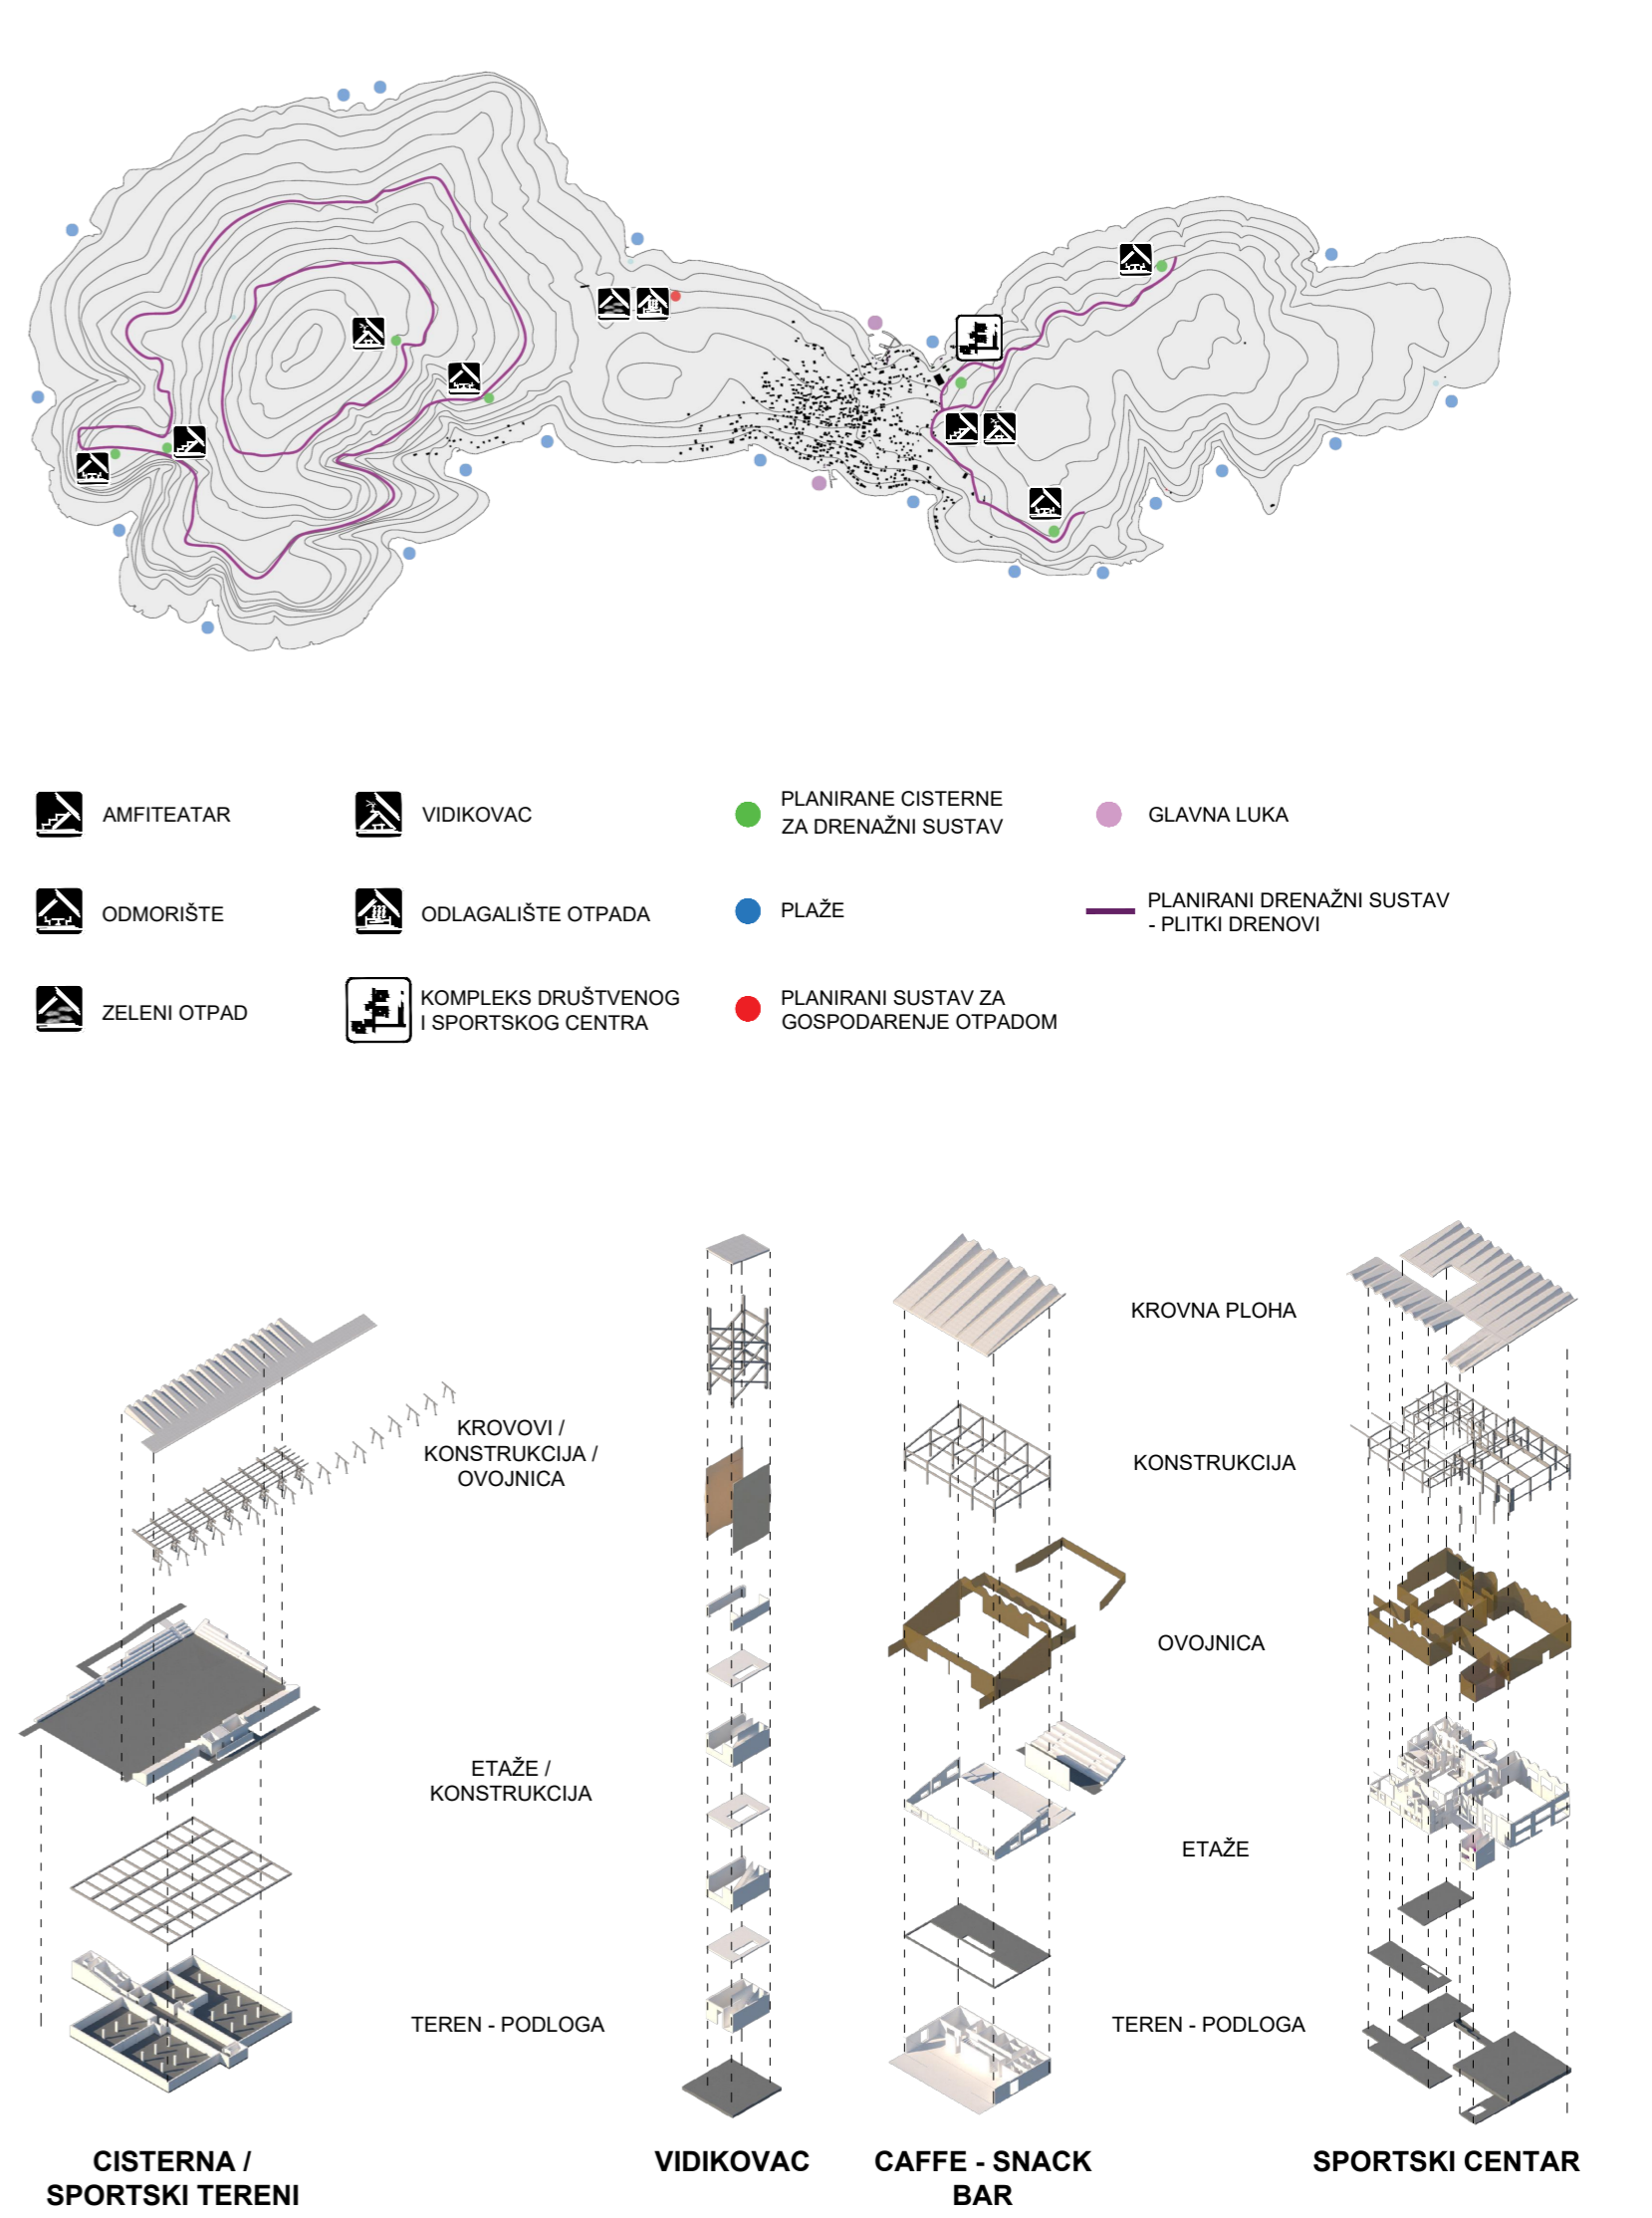 AMFITEATAR
VIDIKOVAC
PLANIRANE CISTERNE
ZA DRENAŽNI SUSTAV
GLAVNA LUKA
ODMORIŠTE
ODLAGALIŠTE OTPADA
PLAŽE
PLANIRANI DRENAŽNI SUSTAV
- PLITKI DRENOVI
ZELENI OTPAD
KOMPLEKS DRUŠTVENOG
I SPORTSKOG CENTRA
PLANIRANI SUSTAV ZA
GOSPODARENJE OTPADOM
KROVOVI /
KONSTRUKCIJA /
OVOJNICA
ETAŽE /
KONSTRUKCIJA
TEREN - PODLOGA
KROVNA PLOHA
KONSTRUKCIJA
OVOJNICA
ETAŽE
TEREN - PODLOGA
CISTERNA /
SPORTSKI TERENI
VIDIKOVAC
CAFFE - SNACK
BAR
SPORTSKI CENTAR